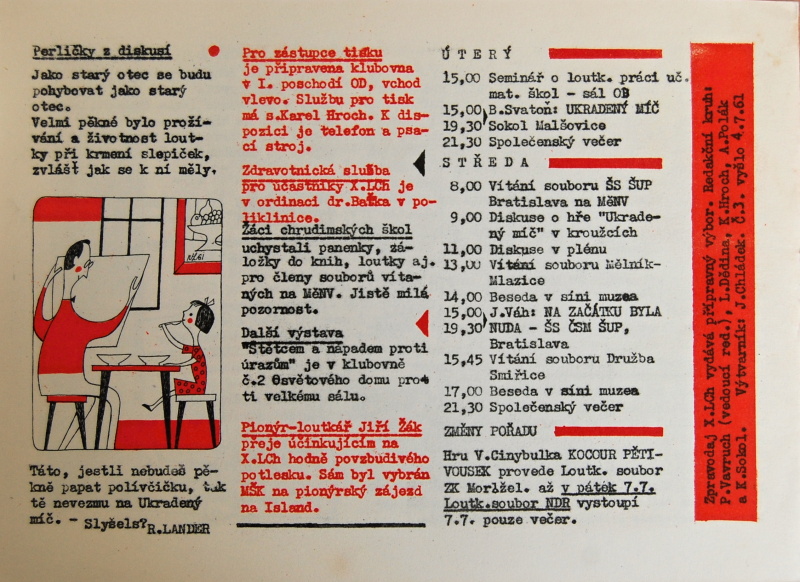 Perličky z diskusí
Jako starý otec se budu
pohybovat jako starý
otec.
Velmi pěkné bylo proží-
vání a životnost lout-
ky při krmení slepiček,
zvlášť jak se k ní měly.
Táto, jestli nebudeš pě-
kně papat polívčičku, tak
tě nevezmu na Ukradený
míč. - Slyšels?
R.LANDER
Pro zástupce tisku
je připravena klubovna
v I. poschodí OD, vchod
vlevo. Službu pro tisk
má s.Karel Hroch. K dis-
pozici je telefon a psa-
cí stroj.
Zdravotnická služba
pro účastníky X.LCh je
v ordinaci dr.Baťka v po-
liklinice.
Žáci chrudimských škol
uchystali panenky, zá-
ložky do knih, loutky aj.
pro členy souborů víta-
ných na MěNV. Jistě milá
pozornost.
Další výstava
"Štětcem a nápadem proti
úrazům" je v klubovně
č.2 Osvětového domu pro-
ti velkému sálu.
Pionýr-loutkář Jiří Žák
přeje účinkujícím na
X.LCh hodně povzbudivého
potlesku. Sám byl vybrán
MŠK na pionýrský zájezd
na Island.
ÚTERÝ
15,00 Seminář o loutk. práci uč.
mat. škol - sál OB
15,00 B.Svatoň: UKRADENÝ MÍČ
19,30 Sokol Malšovice
21,30 Společenský večer
STŘEDA
8,00 Vítání souboru ŠS ŠUP
Bratislava na MěNV
9,00 Diskuse o hře "Ukrade-
ný míč" v kroužcích
11,00 Diskuse v plénu
13,00 Vítání souboru Mělník-
Mlazice
14,00 Beseda v síni muzea
15,00 J.Váh: NA ZAČÁTKU BYLA
19,30 NUDA - ŠS ČSM ŠUP,
Bratislava
15,45 Vítání souboru Družba
Smiřice
17,00 Beseda v síni muzea
21,30 Společenský večer
ZMĚNY POŘADU
Hru V.Cinybulka KOCOUR PĚTI-
VOUSEK provede Loutk. soubor
ZK Mor.žel. až v pátek 7.7.
Loutk.soubor NDR vystoupí
7.7. pouze večer.
Zpravodaj X.LCh vydává přípravný výbor. Redakční kruh:
P.Vavruch (vedoucí red.), L.Dědina, K.Hroch, A.Polák
a K.Sokol. Výtvarník: J.Chládek. Č.3. vyšlo 4.7.61